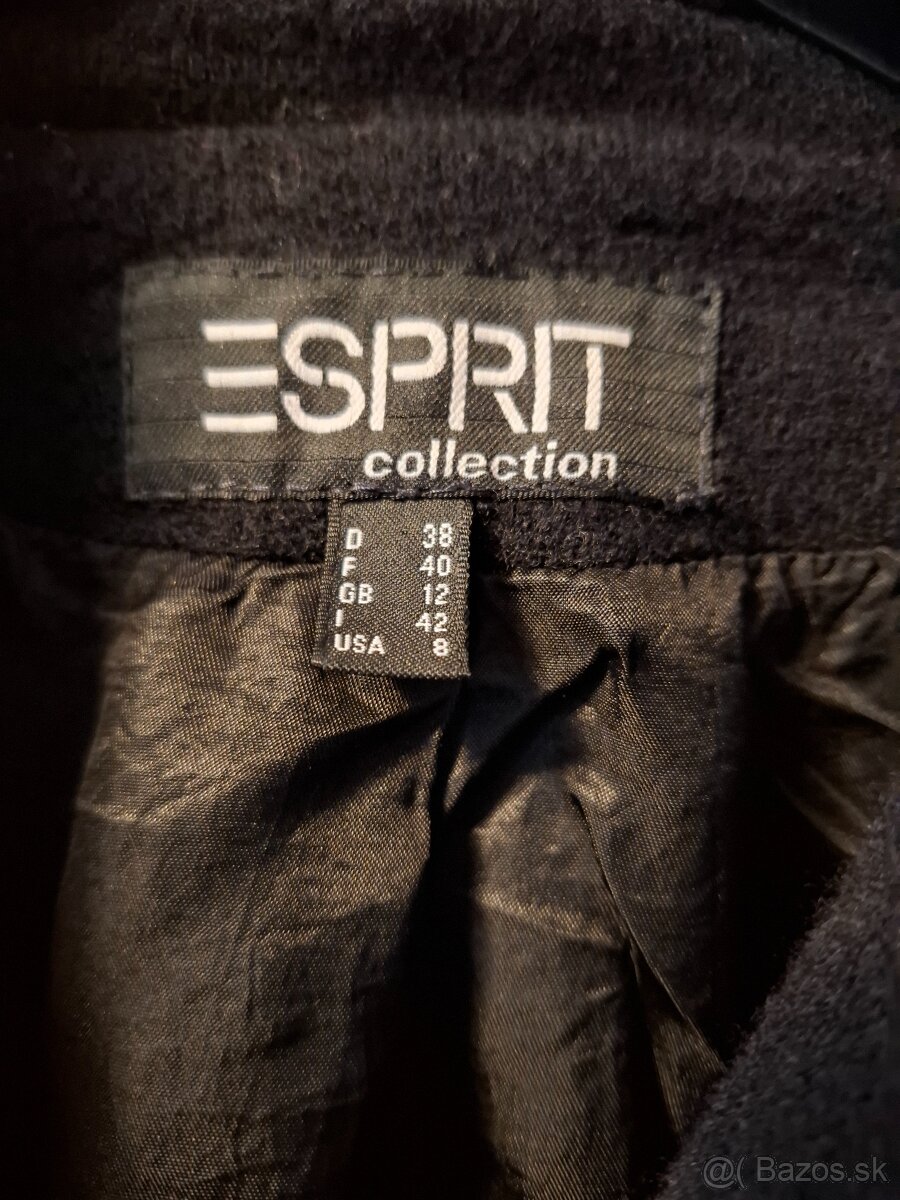 ESPRIT
collection
D 38
F 40
GB 12
I 42
USA 8
@( Bazos.sk